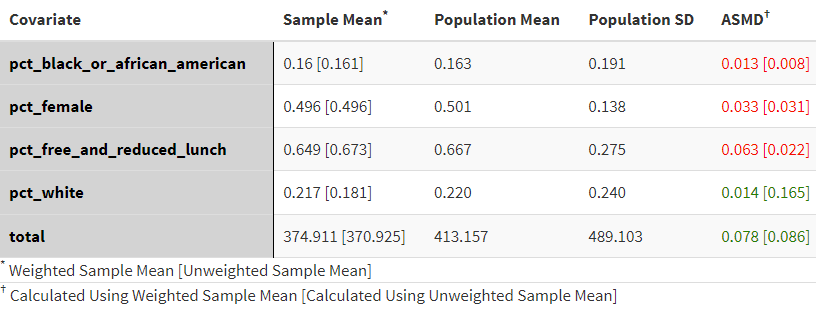 Covariate Sample Mean* Population Mean Population SD ASMD†
pct_black_or_african_american 0.16 [0.161] 0.163 0.191 0.013 [0.008]
pct_female 0.496 [0.496] 0.501 0.138 0.033 [0.031]
pct_free_and_reduced_lunch 0.649 [0.673] 0.667 0.275 0.063 [0.022]
pct_white 0.217 [0.181] 0.220 0.240 0.014 [0.165]
total 374.911 [370.925] 413.157 489.103 0.078 [0.086]
* Weighted Sample Mean [Unweighted Sample Mean]
† Calculated Using Weighted Sample Mean [Calculated Using Unweighted Sample Mean]